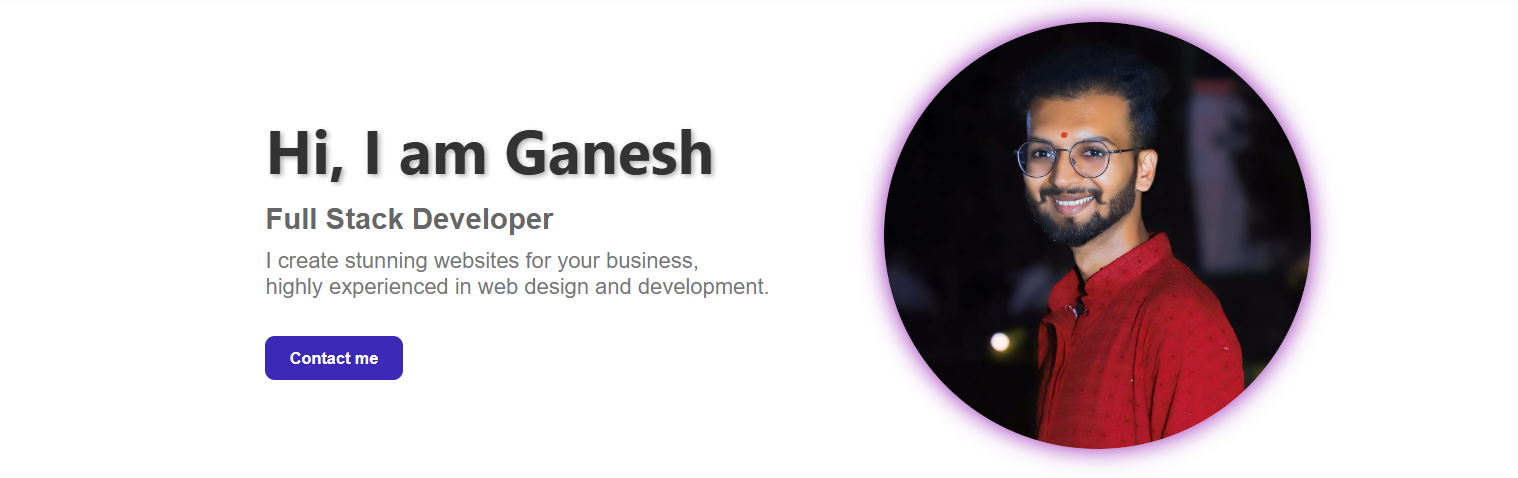 Hi, I am Ganesh
Full Stack Developer
I create stunning websites for your business,
highly experienced in web design and development.
Contact me